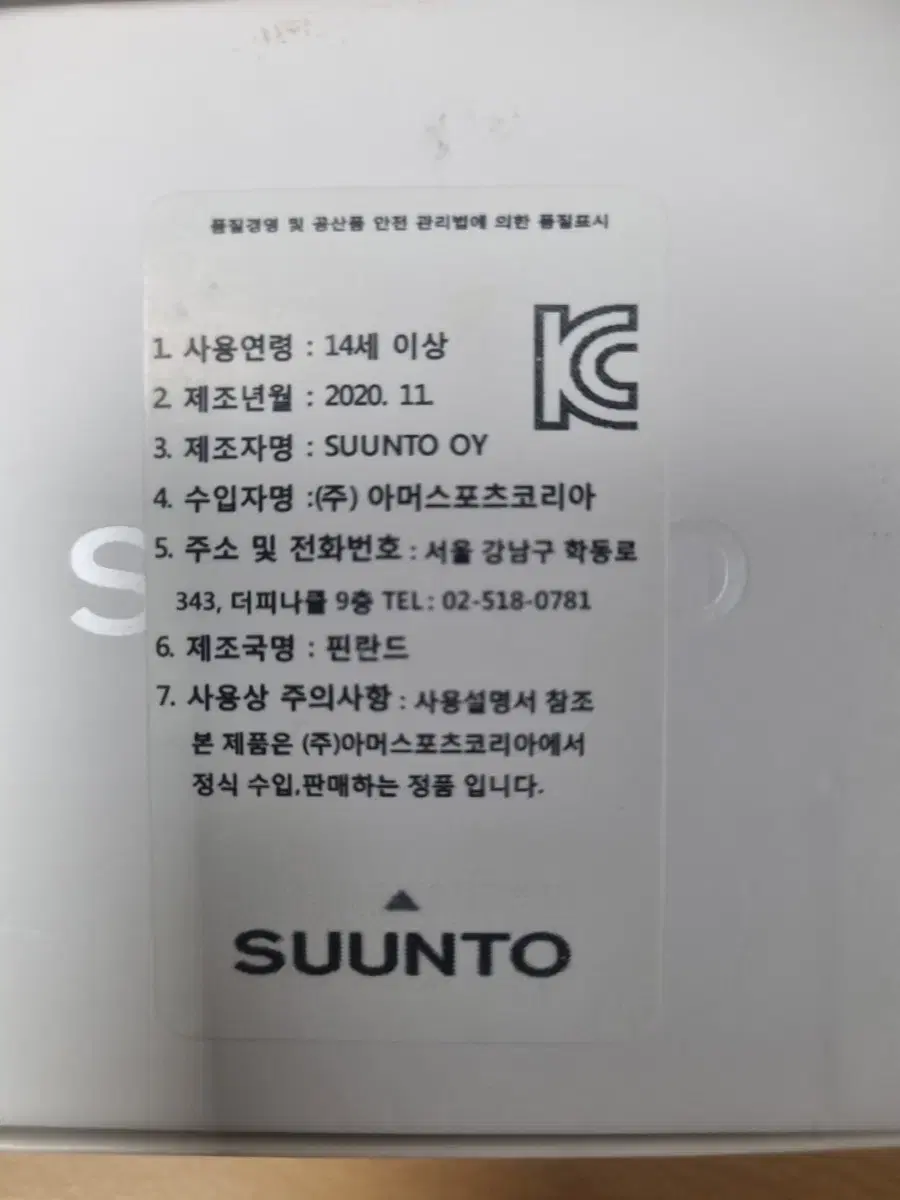 품질경영 및 공산품 안전 관리법에 의한 품질표시
1. 사용연령 : 14세 이상
2. 제조년월 : 2020. 11.
3. 제조자명 : SUUNTO OY
4. 수입자명 :(주) 아머스포츠코리아
5. 주소 및 전화번호 : 서울 강남구 학동로
343, 더피나클 9층 TEL : 02-518-0781
6. 제조국명 : 핀란드
7. 사용상 주의사항 : 사용설명서 참조
본 제품은 (주)아머스포츠코리아에서
정식 수입,판매하는 정품 입니다.
SUUNTO